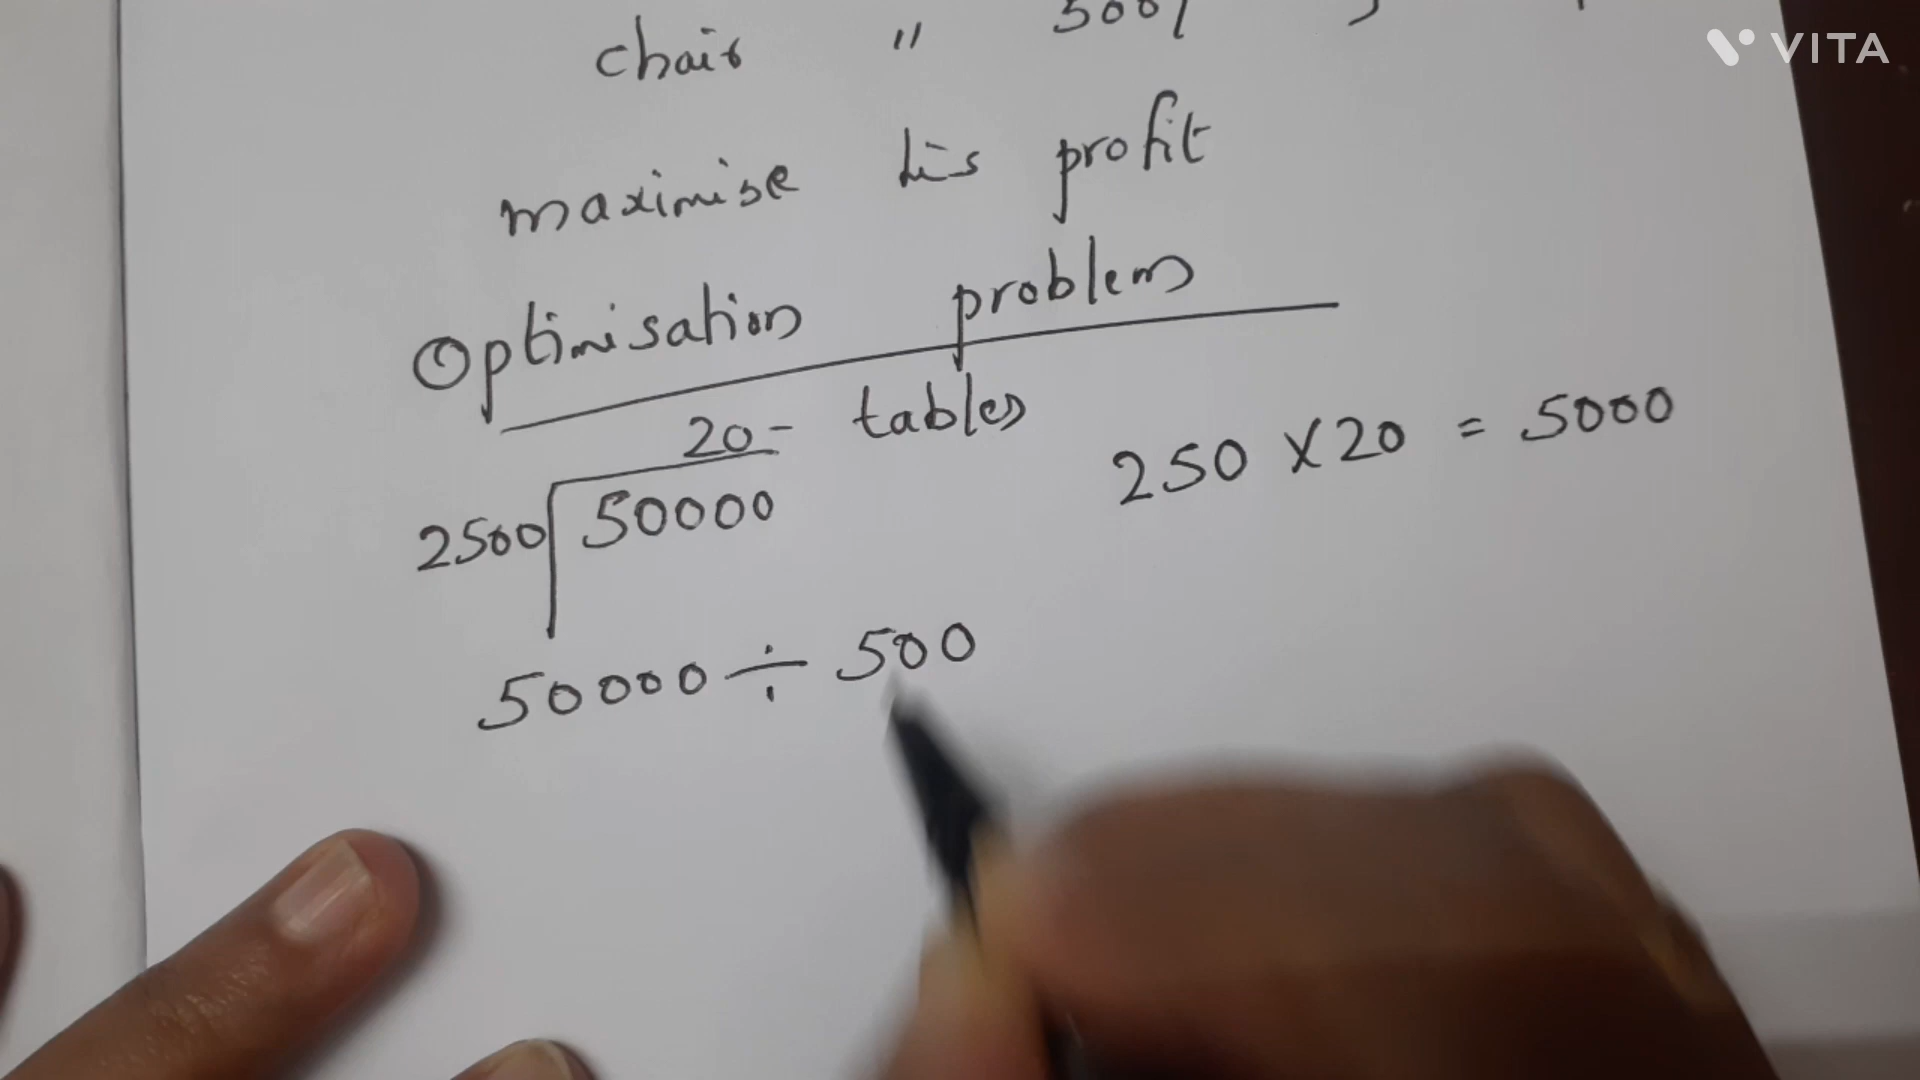 VITA
chair " 500/
maximise his profit
Optimisation problem
20 - tables
250 X 20 = 5000
2500 50000
50000 ÷ 500